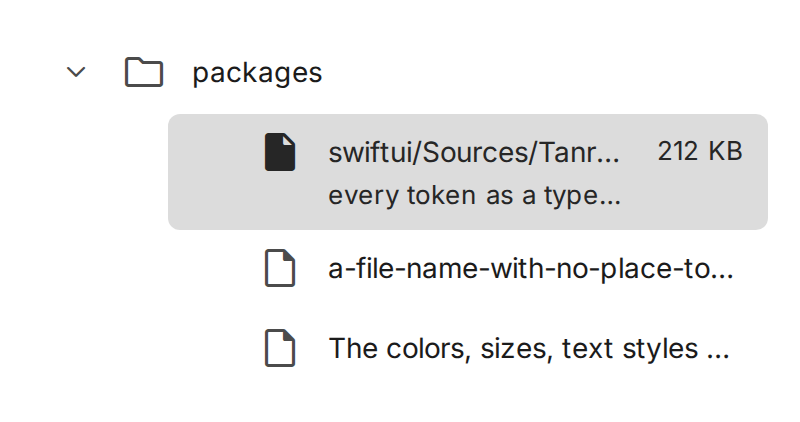 packages
swiftui/Sources/Tanr... 212 KB
every token as a type...
a-file-name-with-no-place-to...
The colors, sizes, text styles ...